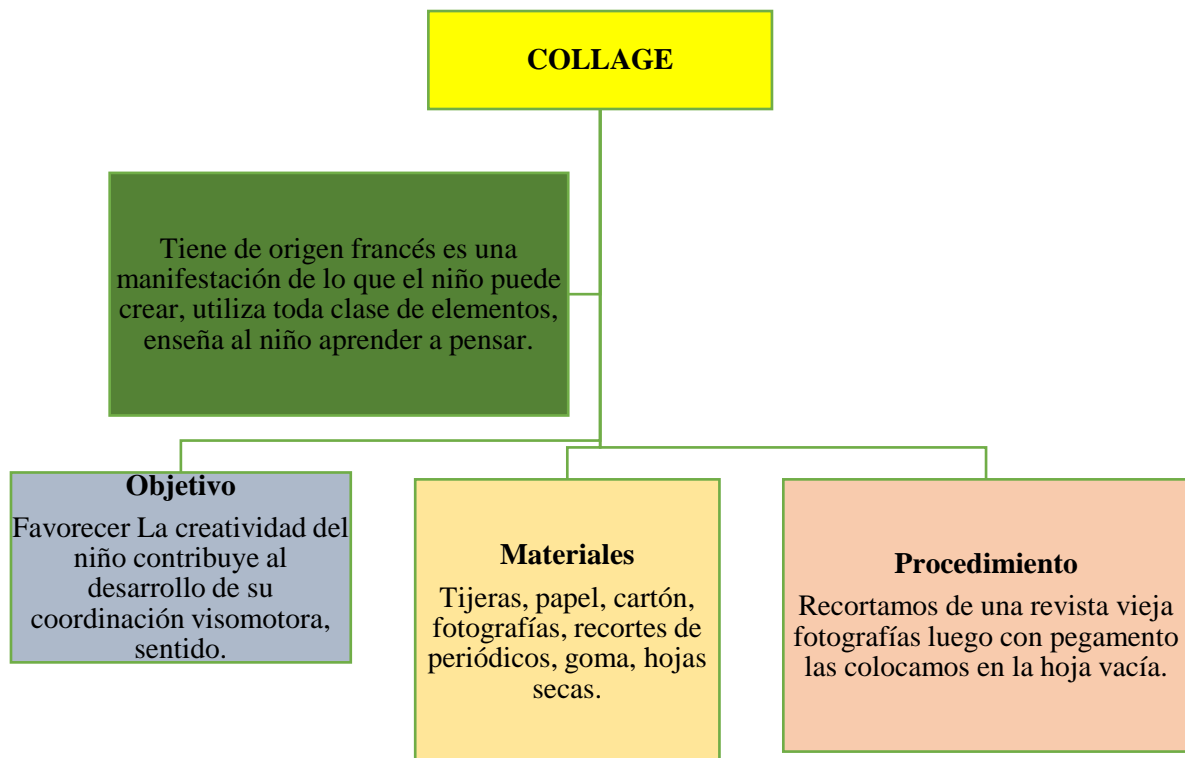 COLLAGE
Tiene de origen francés es una
manifestación de lo que el niño puede
crear, utiliza toda clase de elementos,
enseña al niño aprender a pensar.
Objetivo
Favorecer La creatividad del
niño contribuye al
desarrollo de su
coordinación visomotora,
sentido.
Materiales
Tijeras, papel, cartón,
fotografías, recortes de
periódicos, goma, hojas
secas.
Procedimiento
Recortamos de una revista vieja
fotografías luego con pegamento
las colocamos en la hoja vacía.